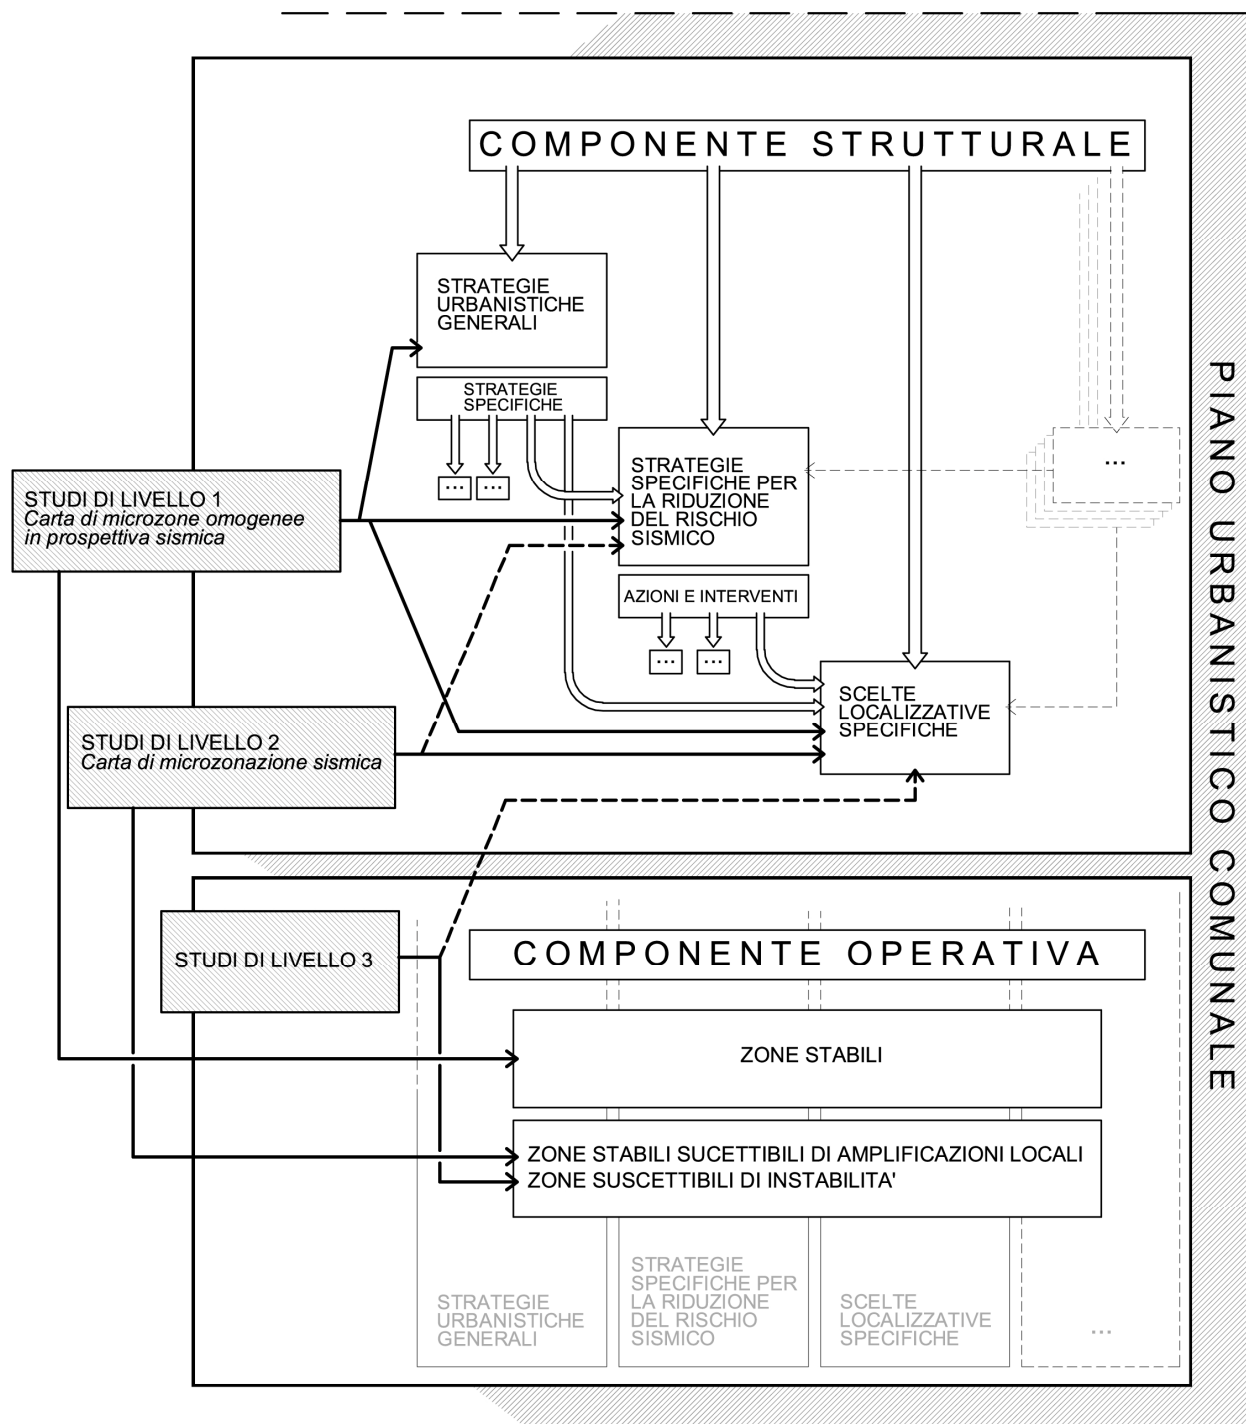 COMPONENTE STRUTTURALE
STRATEGIE
URBANISTICHE
GENERALI
STRATEGIE
SPECIFICHE
...
...
STRATEGIE
SPECIFICHE PER
LA RIDUZIONE
DEL RISCHIO
SISMICO
...
STUDI DI LIVELLO 1
Carta di microzone omogenee
in prospettiva sismica
AZIONI E INTERVENTI
...
...
SCELTE
LOCALIZZATIVE
SPECIFICHE
STUDI DI LIVELLO 2
Carta di microzonazione sismica
PIANO URBANISTICO COMUNALE
STUDI DI LIVELLO 3
COMPONENTE OPERATIVA
ZONE STABILI
ZONE STABILI SUCETTIBILI DI AMPLIFICAZIONI LOCALI
ZONE SUSCETTIBILI DI INSTABILITA'
STRATEGIE
URBANISTICHE
GENERALI
STRATEGIE
SPECIFICHE PER
LA RIDUZIONE
DEL RISCHIO
SISMICO
SCELTE
LOCALIZZATIVE
SPECIFICHE
...